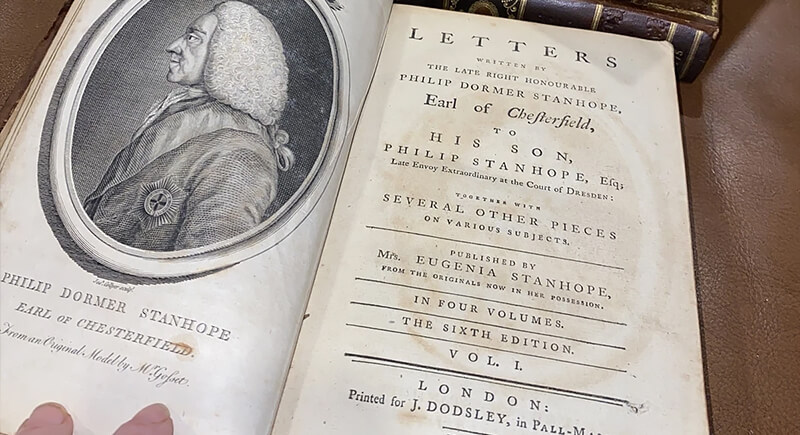 PHILIP DORMER STANHOPE
EARL OF CHESTERFIELD.
From an Original Model by Mr. Gosset.
LETTERS
WRITTEN BY
THE LATE RIGHT HONOURABLE
PHILIP DORMER STANHOPE,
Earl of Chesterfield,
TO
HIS SON,
PHILIP STANHOPE, Esq;
Late Envoy Extraordinary at the Court of DRESDEN:
TOGETHER WITH
SEVERAL OTHER PIECES
ON VARIOUS SUBJECTS.
PUBLISHED BY
Mrs. EUGENIA STANHOPE,
FROM THE ORIGINALS NOW IN HER POSSESSION.
IN FOUR VOLUMES.
THE SIXTH EDITION.
VOL. I.
LONDON:
Printed for J. DODSLEY, in PALL-MA